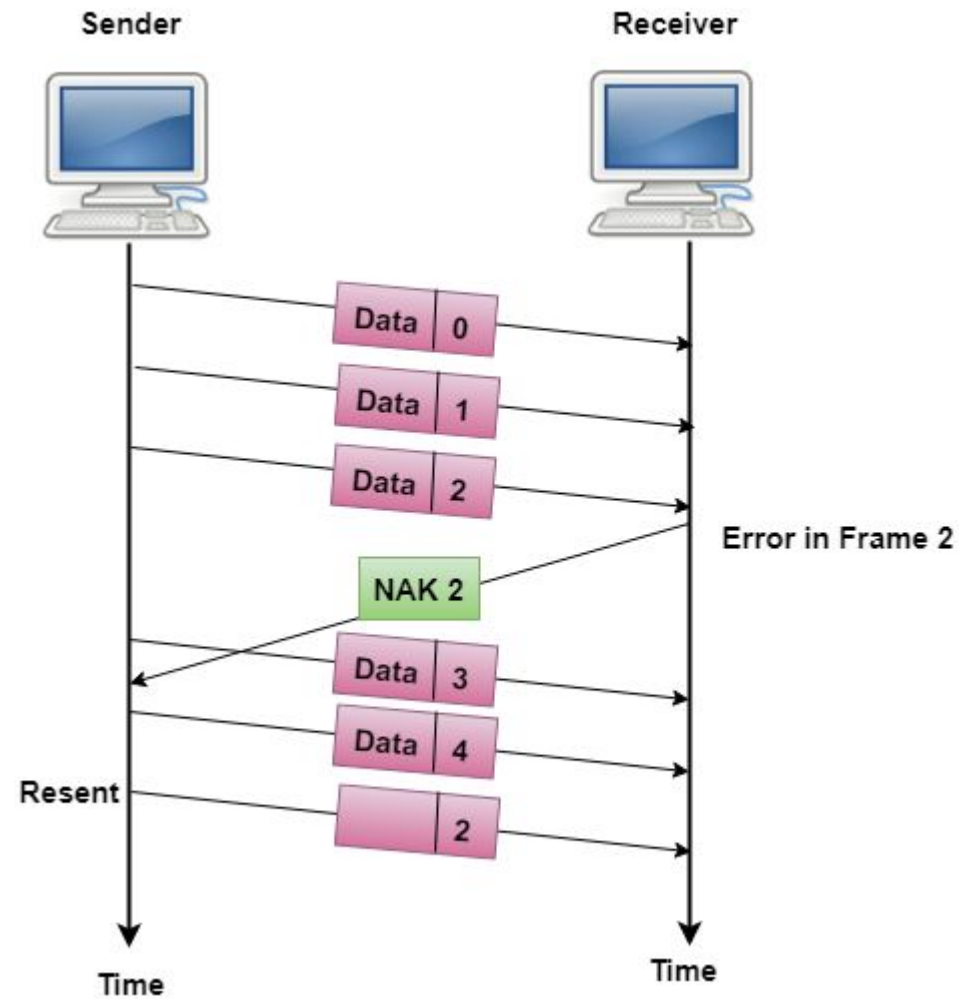 Sender
Receiver
Data 0
Data 1
Data 2
Error in Frame 2
NAK 2
Data 3
Data 4
Resent
2
Time
Time